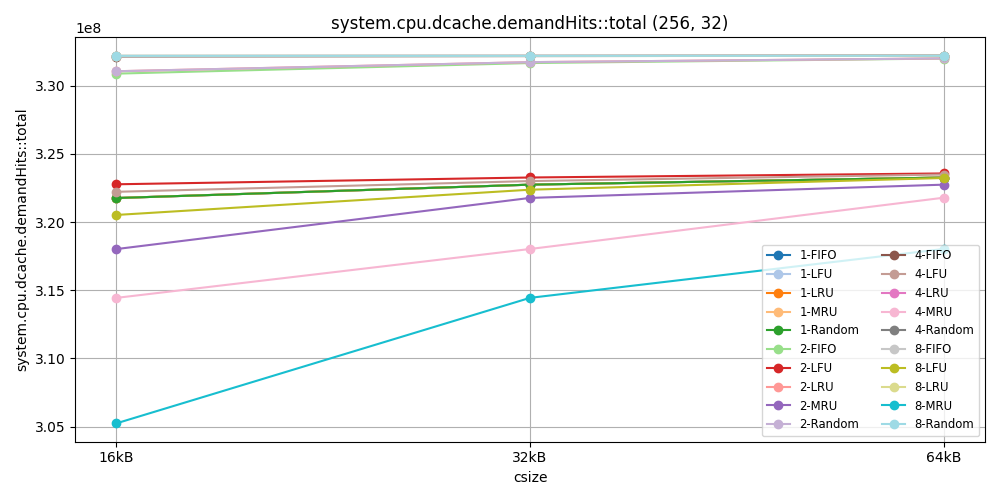 system.cpu.dcache.demandHits::total (256, 32)
1e8
system.cpu.dcache.demandHits::total
3.30
3.25
3.20
3.15
3.10
3.05
16kB
32kB
64kB
csize
1-FIFO
1-LFU
1-LRU
1-MRU
1-Random
2-FIFO
2-LFU
2-LRU
2-MRU
2-Random
4-FIFO
4-LFU
4-LRU
4-MRU
4-Random
8-FIFO
8-LFU
8-LRU
8-MRU
8-Random